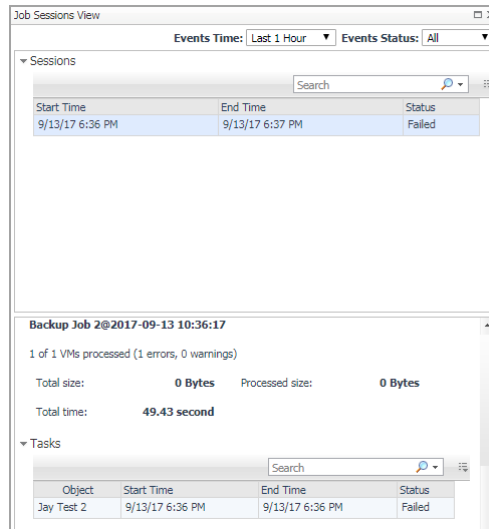 Job Sessions View
Events Time: Last 1 Hour Events Status: All
Sessions
Search
Start Time End Time Status
9/13/17 6:36 PM 9/13/17 6:37 PM Failed
Backup Job 2@2017-09-13 10:36:17
1 of 1 VMs processed (1 errors, 0 warnings)
Total size: 0 Bytes Processed size: 0 Bytes
Total time: 49.43 second
Tasks
Search
Object Start Time End Time Status
Jay Test 2 9/13/17 6:36 PM 9/13/17 6:36 PM Failed